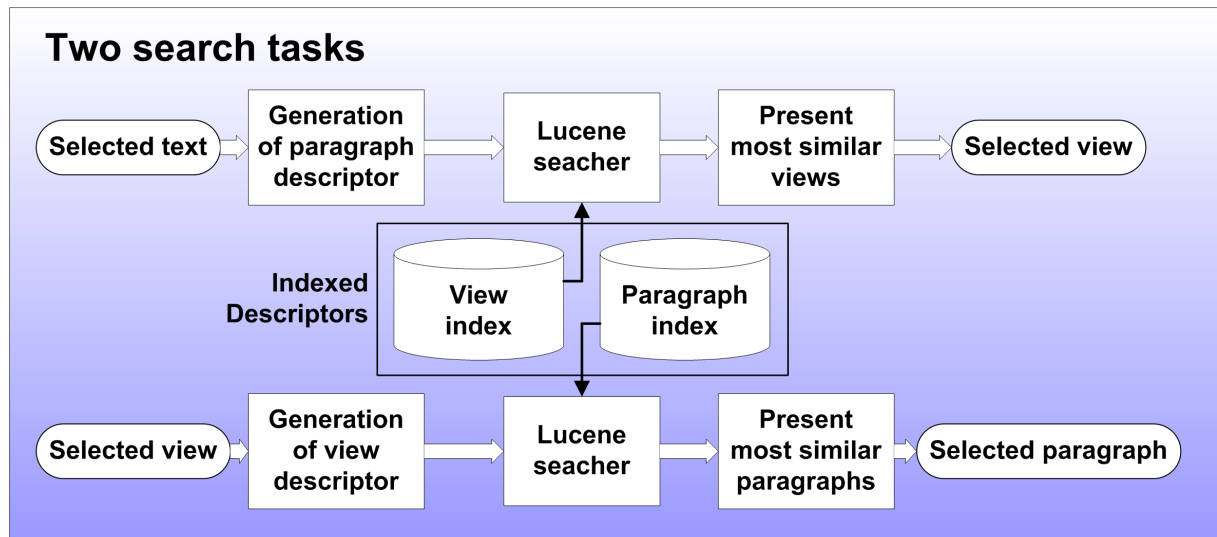 Two search tasks
Selected text
Generation
of paragraph
descriptor
Lucene
seacher
Present
most similar
views
Selected view
Indexed
Descriptors
View
index
Paragraph
index
Selected view
Generation
of view
descriptor
Lucene
seacher
Present
most similar
paragraphs
Selected paragraph